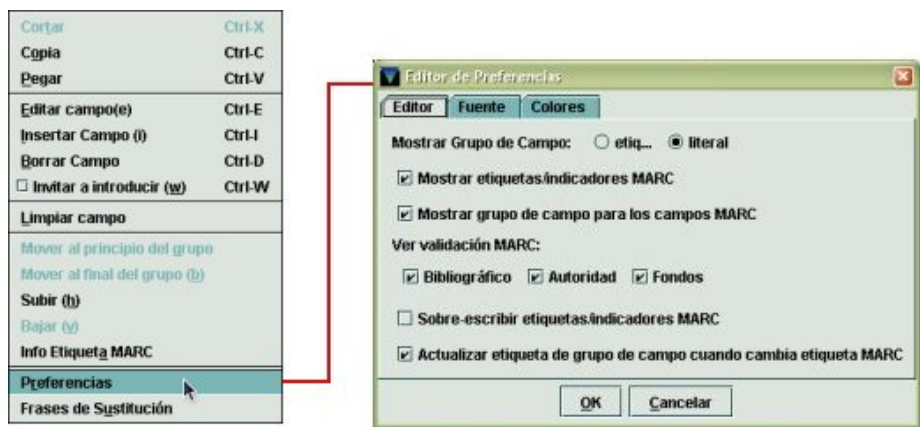 Cortar Ctrl-X
Copia Ctrl-C
Pegar Ctrl-V
Editar campo(e) Ctrl-E
Insertar Campo (i) Ctrl-I
Borrar Campo Ctrl-D
Invitar a introducir (w) Ctrl-W
Limpiar campo
Mover al principio del grupo
Mover al final del grupo (b)
Subir (h)
Bajar (v)
Info Etiqueta MARC
Preferencias
Frases de Sustitución
Editor de Preferencias
Editor Fuente Colores
Mostrar Grupo de Campo: etiq... literal
Mostrar etiquetas/indicadores MARC
Mostrar grupo de campo para los campos MARC
Ver validación MARC:
Bibliográfico Autoridad Fondos
Sobre-escribir etiquetas/indicadores MARC
Actualizar etiqueta de grupo de campo cuando cambia etiqueta MARC
OK Cancelar